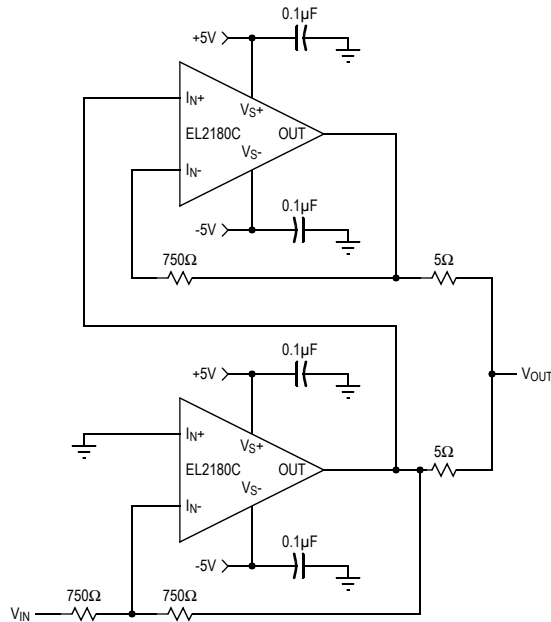 0.1µF
+5V
IN+
VS+
EL2180C
OUT
VS-
IN-
0.1µF
-5V
750Ω
5Ω
0.1µF
+5V
VOUT
IN+
VS+
5Ω
EL2180C
OUT
VS-
IN-
0.1µF
-5V
750Ω
750Ω
VIN